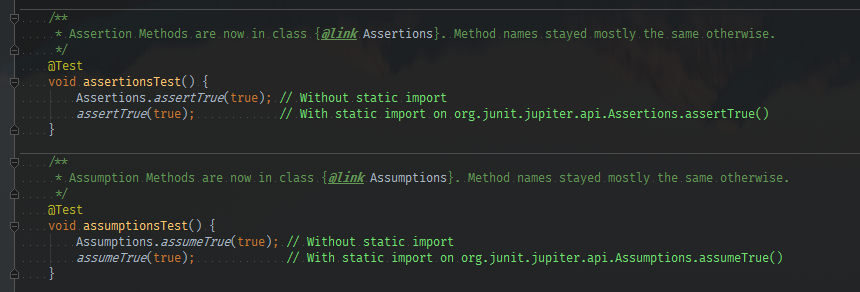 /**
 * Assertion Methods are now in class {@link Assertions}. Method names stayed mostly the same otherwise.
 */
@Test
void assertionsTest() {
    Assertions.assertTrue(true); // Without static import
    assertTrue(true);            // With static import on org.junit.jupiter.api.Assertions.assertTrue()
}
/**
 * Assumption Methods are now in class {@link Assumptions}. Method names stayed mostly the same otherwise.
 */
@Test
void assumptionsTest() {
    Assumptions.assumeTrue(true); // Without static import
    assumeTrue(true);             // With static import on org.junit.jupiter.api.Assumptions.assumeTrue()
}